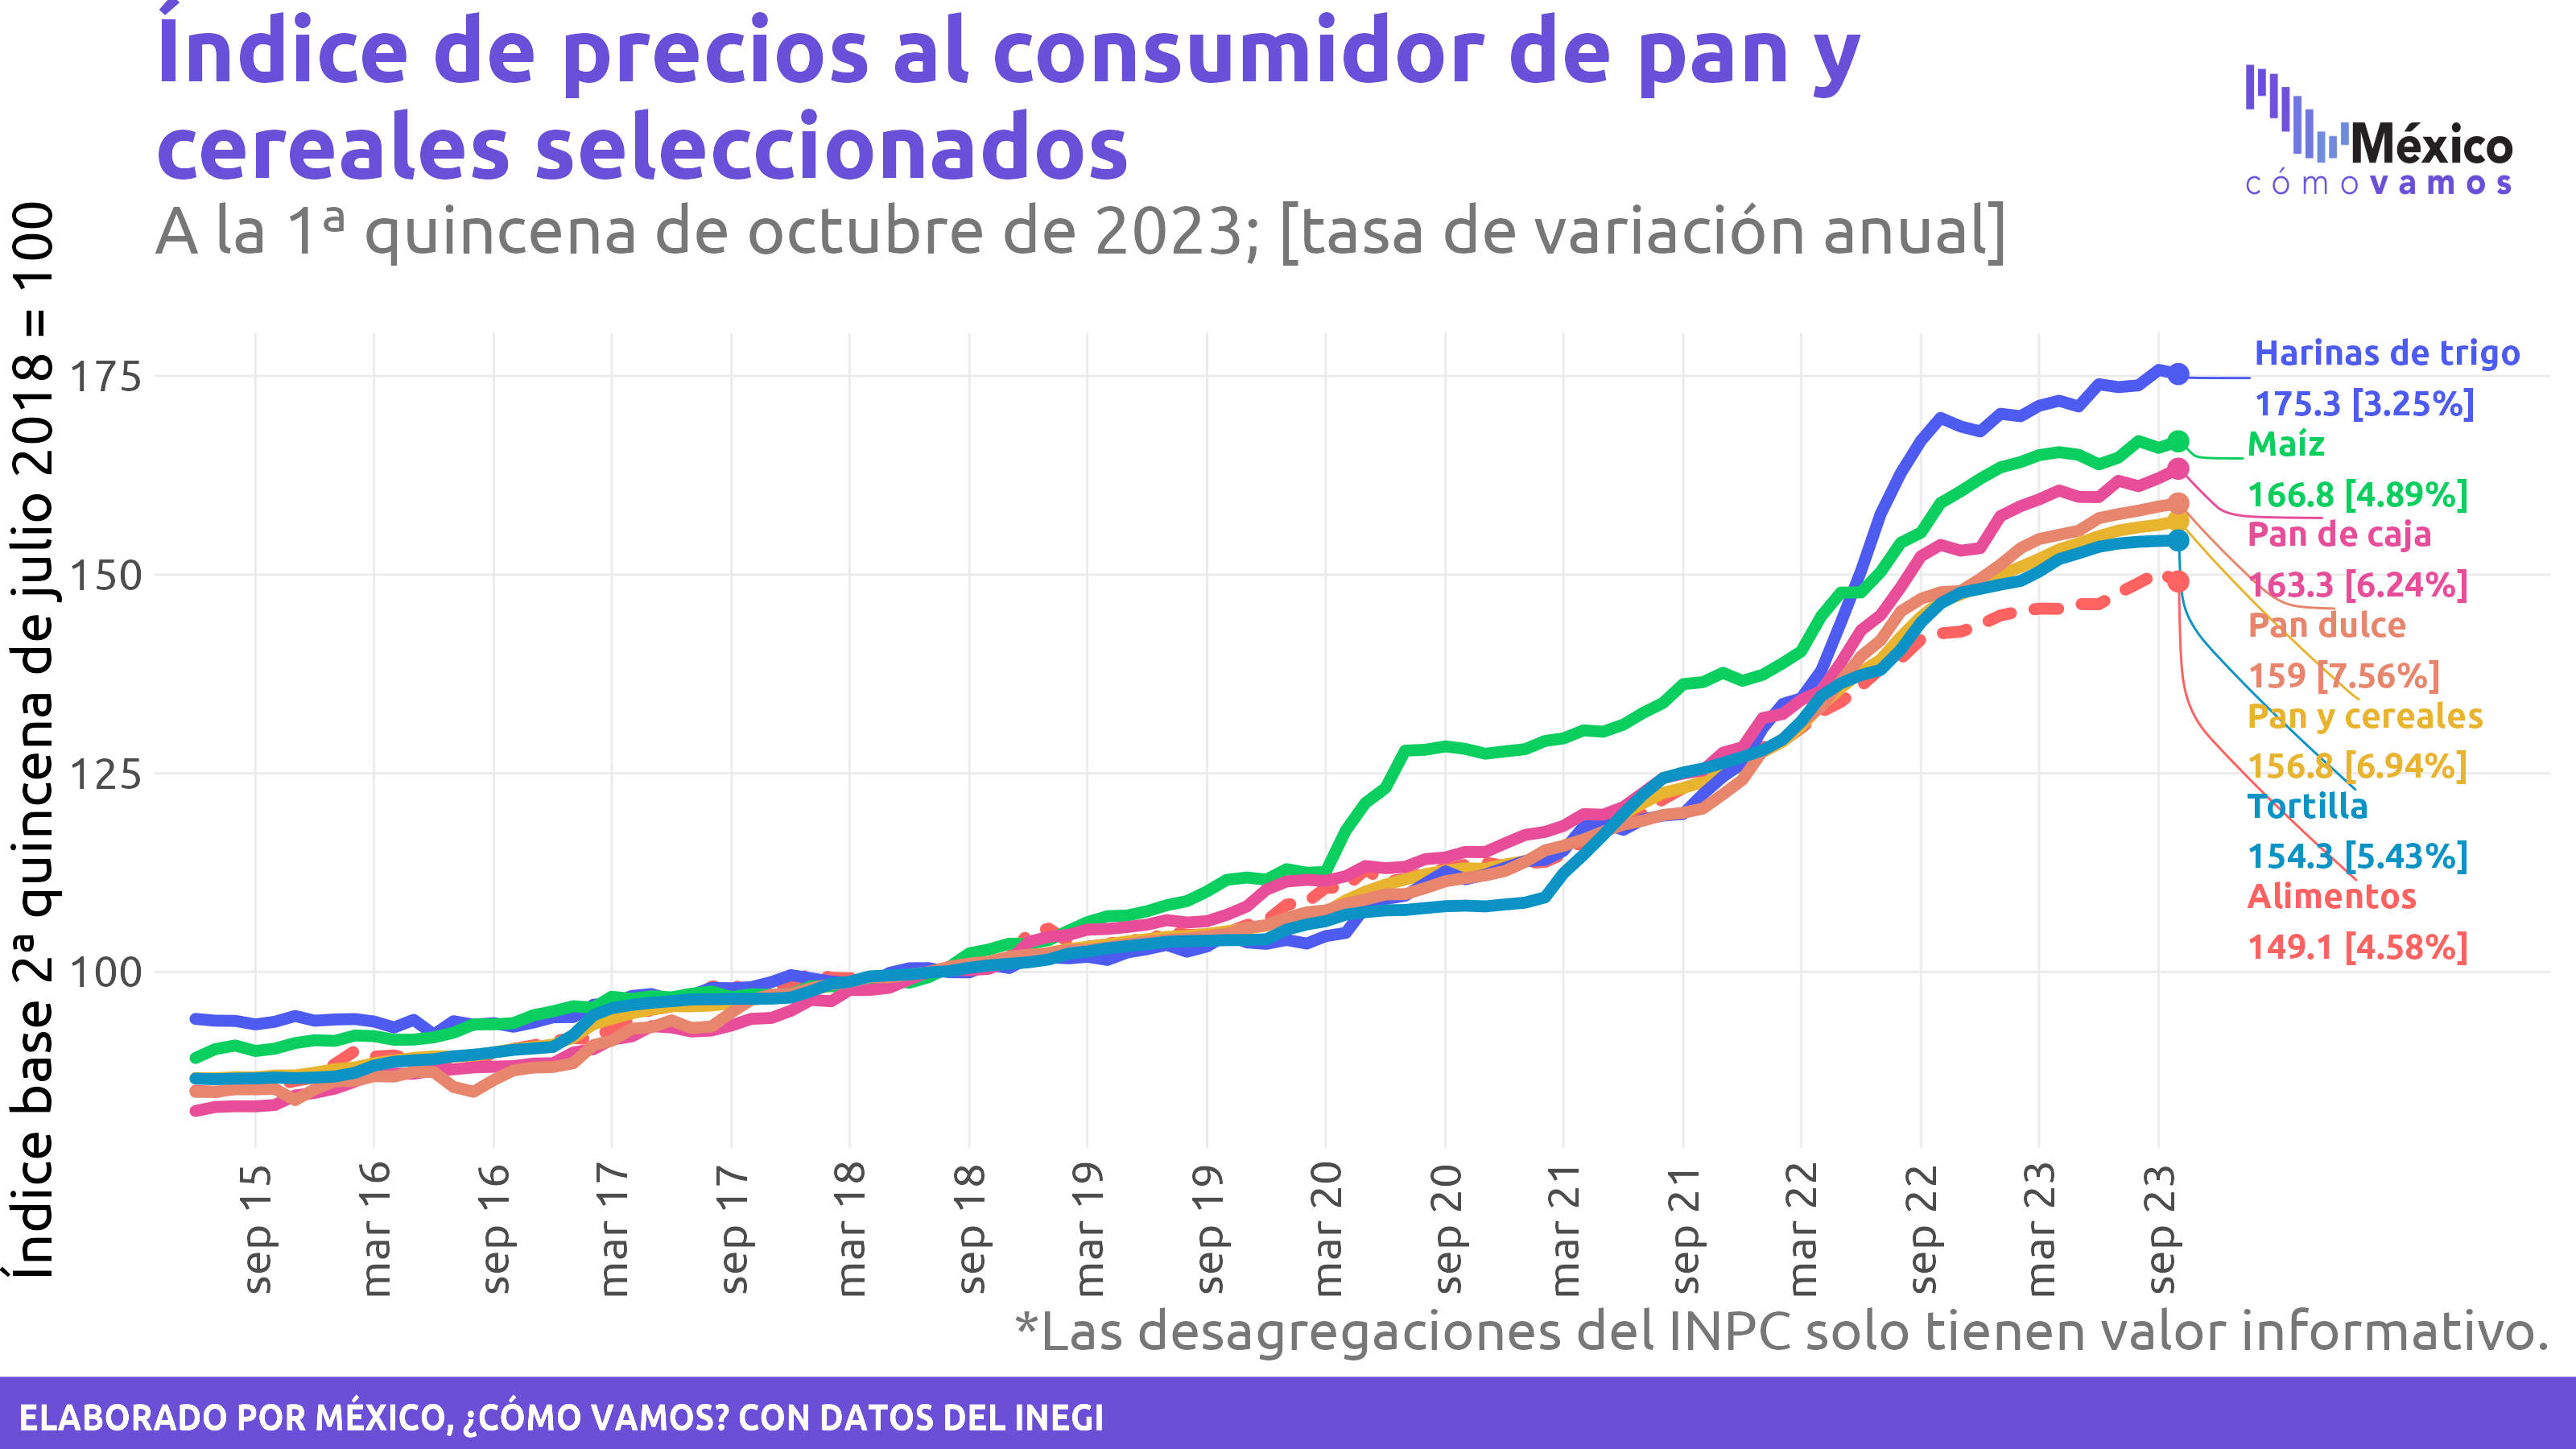 Índice de precios al consumidor de pan y
cereales seleccionados
A la 1ª quincena de octubre de 2023; [tasa de variación anual]
México
cómo vamos
Índice base 2ª quincena de julio 2018 = 100
175
150
125
100
Harinas de trigo
175.3 [3.25%]
Maíz
166.8 [4.89%]
Pan de caja
163.3 [6.24%]
Pan dulce
159 [7.56%]
Pan y cereales
156.8 [6.94%]
Tortilla
154.3 [5.43%]
Alimentos
149.1 [4.58%]
sep 15
mar 16
sep 16
mar 17
sep 17
mar 18
sep 18
mar 19
sep 19
mar 20
sep 20
mar 21
sep 21
mar 22
sep 22
mar 23
sep 23
*Las desagregaciones del INPC solo tienen valor informativo.
ELABORADO POR MÉXICO, ¿CÓMO VAMOS? CON DATOS DEL INEGI